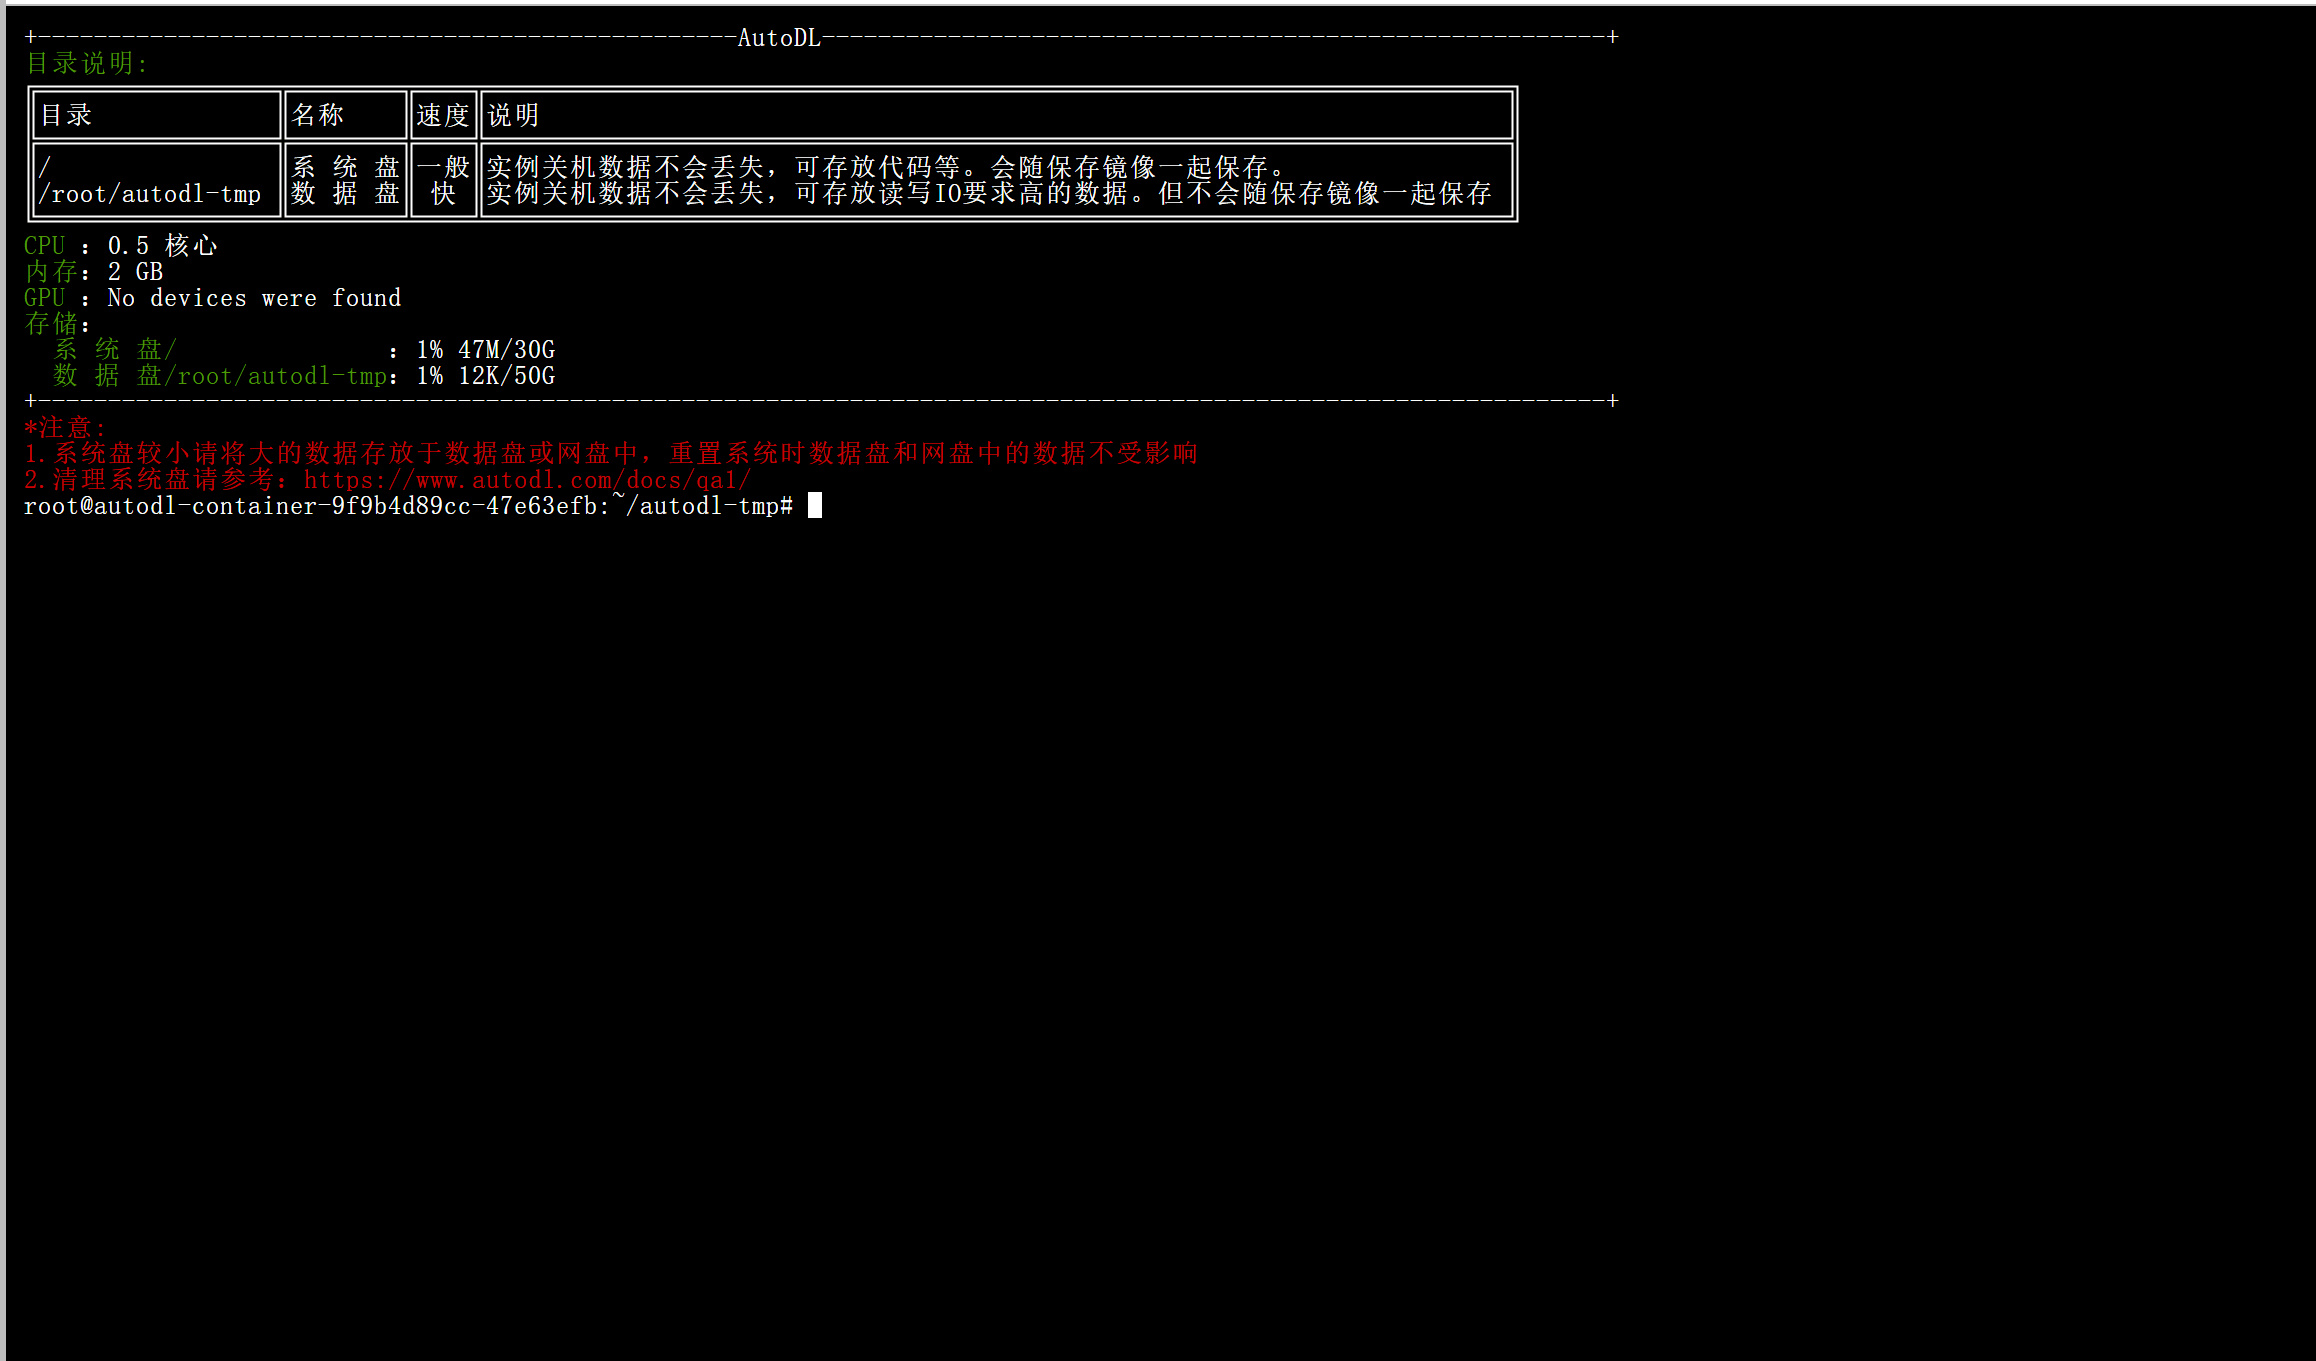 +--------------------------------------------------AutoDL--------------------------------------------------------+
目录说明:
目录 名称 速度 说明
/ 系 统 盘 一般 实例关机数据不会丢失，可存放代码等。会随保存镜像一起保存。
/root/autodl-tmp 数 据 盘 快 实例关机数据不会丢失，可存放读写IO要求高的数据。但不会随保存镜像一起保存
CPU ：0.5 核心
内存：2 GB
GPU ：No devices were found
存储：
系 统 盘/ ：1% 47M/30G
数 据 盘/root/autodl-tmp：1% 12K/50G
+----------------------------------------------------------------------------------------------------------------+
*注意:
1.系统盘较小请将大的数据存放于数据盘或网盘中，重置系统时数据盘和网盘中的数据不受影响
2.清理系统盘请参考：https://www.autodl.com/docs/qa1/
root@autodl-container-9f9b4d89cc-47e63efb:~/autodl-tmp#